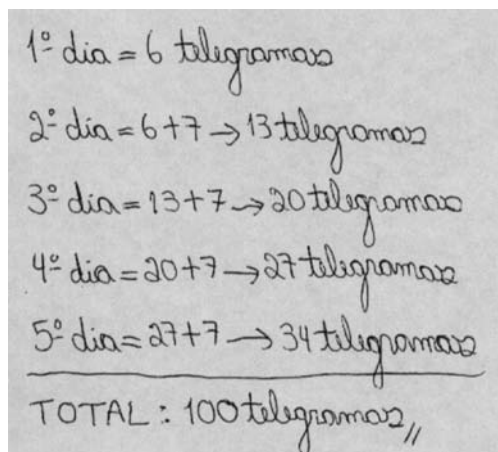 1º dia = 6 telegramas
2º dia = 6+7 → 13 telegramas
3º dia = 13+7 → 20 telegramas
4º dia = 20+7 → 27 telegramas
5º dia = 27+7 → 34 telegramas
TOTAL : 100 telegramas //